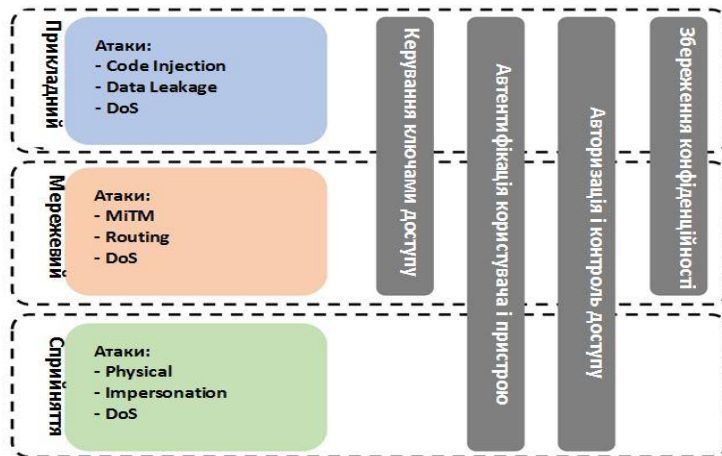 Прикладний
Атаки:
- Code Injection
- Data Leakage
- DoS
Мережевий
Атаки:
- MiTM
- Routing
- DoS
Сприйняття
Атаки:
- Physical
- Impersonation
- DoS
Керування ключами доступу
Автентифікація користувача і пристрою
Авторизація і контроль доступу
Збереження конфіденційності